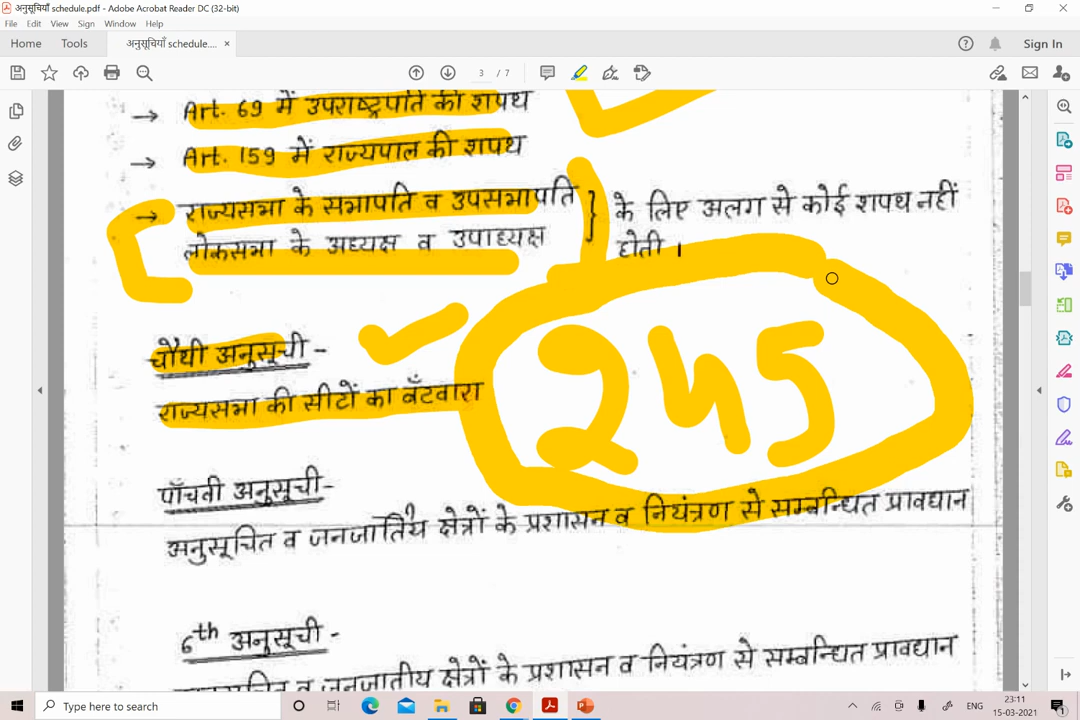 अनुसूचियाँ schedule.pdf - Adobe Acrobat Reader DC (32-bit)
File Edit View Sign Window Help
Home Tools अनुसूचियाँ schedule.... × Sign In
3 / 7
→ Art. 69 में उपराष्ट्रपति की शपथ
→ Art. 159 में राज्यपाल की शपथ
→ राज्यसभा के सभापति व उपसभापति } के लिए अलग से कोई शपथ नहीं
लोकसभा के अध्यक्ष व उपाध्यक्ष होती ।
चौथी अनुसूची -
245
राज्यसभा की सीटों का बँटवारा
पाँचवी अनुसूची-
अनुसूचित व जनजातिय क्षेत्रों के प्रशासन व नियंत्रण से सम्बन्धित प्रावधान
6th अनुसूची -
व जनजातीय क्षेत्रों के प्रशासन व नियंत्रण से सम्बन्धित प्रावधान
Type here to search
ENG
23:11
15-03-2021